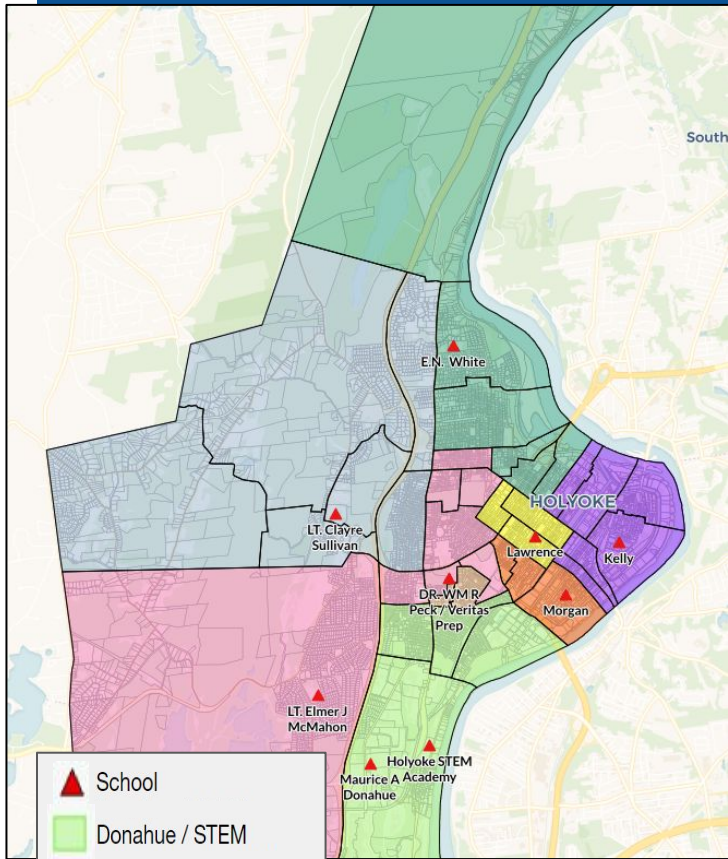 South
E.N. White
HOLYOKE
LT. Clayre
Sullivan
Lawrence
Kelly
DR. WM R
Peck / Veritas
Prep
Morgan
LT. Elmer J
McMahon
Holyoke STEM
Academy
Maurice A
Donahue
School
Donahue / STEM